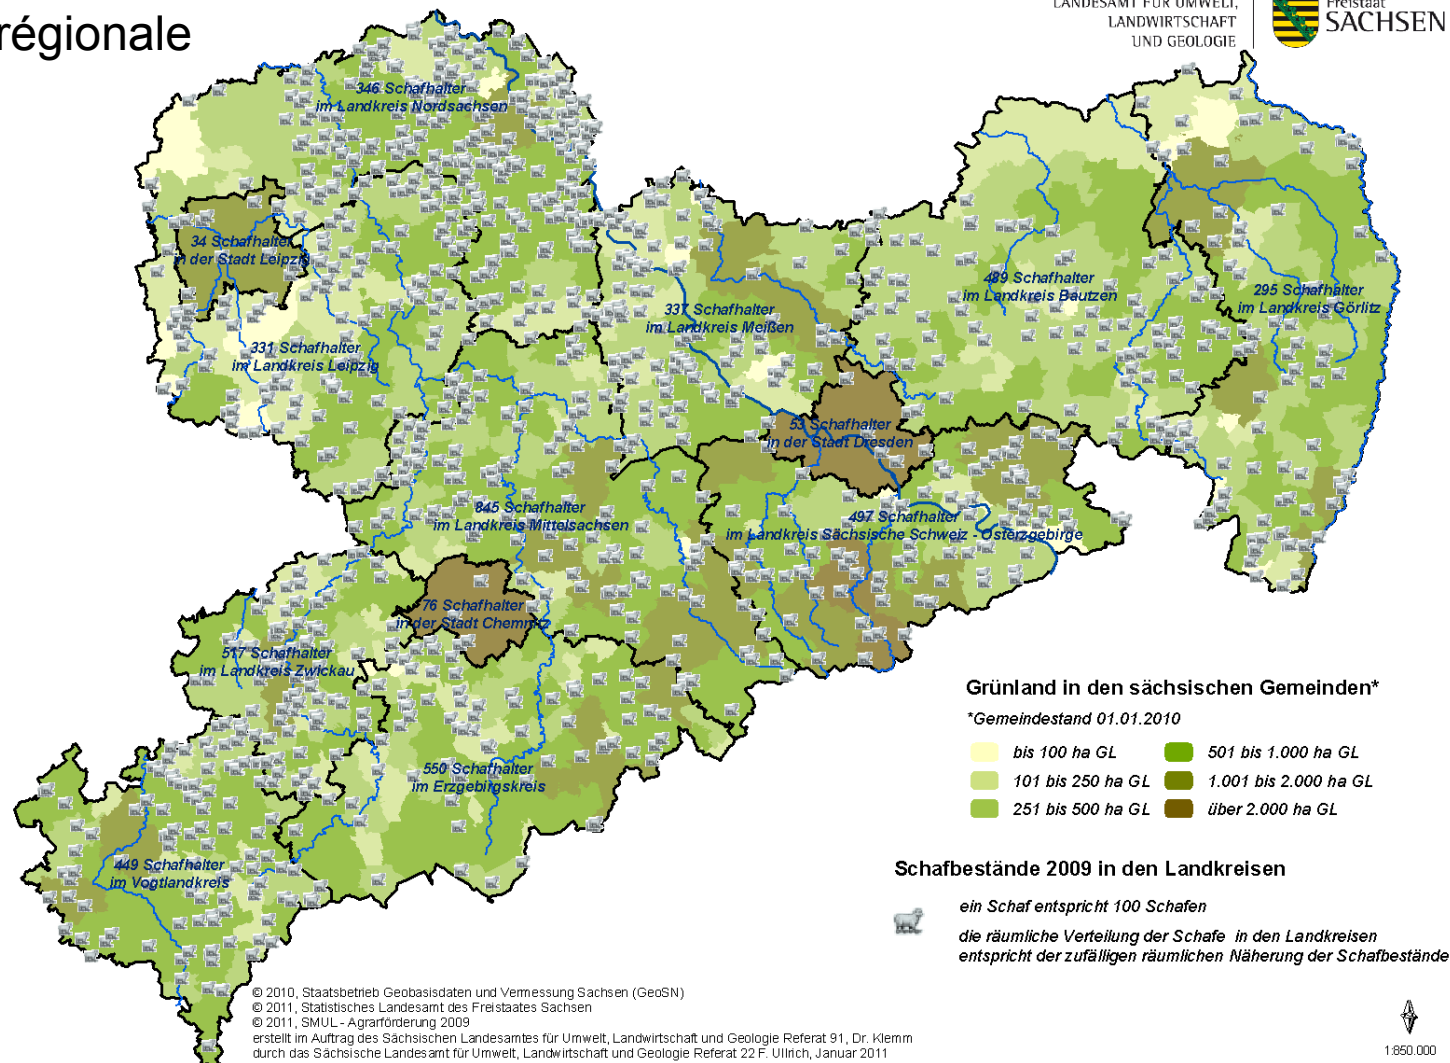 régionale
LANDESAMT FÜR UMWELT,
LANDWIRTSCHAFT
UND GEOLOGIE
Freistaat
SACHSEN
346 Schafhalter
im Landkreis Nordsachsen
34 Schafhalter
in der Stadt Leipzig
331 Schafhalter
im Landkreis Leipzig
337 Schafhalter
im Landkreis Meißen
489 Schafhalter
im Landkreis Bautzen
295 Schafhalter
im Landkreis Görlitz
53 Schafhalter
in der Stadt Dresden
845 Schafhalter
im Landkreis Mittelsachsen
497 Schafhalter
im Landkreis Sächsische Schweiz - Osterzgebirge
76 Schafhalter
in der Stadt Chemnitz
517 Schafhalter
im Landkreis Zwickau
550 Schafhalter
im Erzgebirgskreis
449 Schafhalter
im Vogtlandkreis
Grünland in den sächsischen Gemeinden*
*Gemeindestand 01.01.2010
bis 100 ha GL
501 bis 1.000 ha GL
101 bis 250 ha GL
1.001 bis 2.000 ha GL
251 bis 500 ha GL
über 2.000 ha GL
Schafbestände 2009 in den Landkreisen
ein Schaf entspricht 100 Schafen
die räumliche Verteilung der Schafe in den Landkreisen
entspricht der zufälligen räumlichen Näherung der Schafbestände
© 2010, Staatsbetrieb Geobasisdaten und Vermessung Sachsen (GeoSN)
© 2011, Statistisches Landesamt des Freistaates Sachsen
© 2011, SMUL - Agrarförderung 2009
erstellt im Auftrag des Sächsischen Landesamtes für Umwelt, Landwirtschaft und Geologie Referat 91, Dr. Klemm
durch das Sächsische Landesamt für Umwelt, Landwirtschaft und Geologie Referat 22 F. Ullrich, Januar 2011
1:850.000